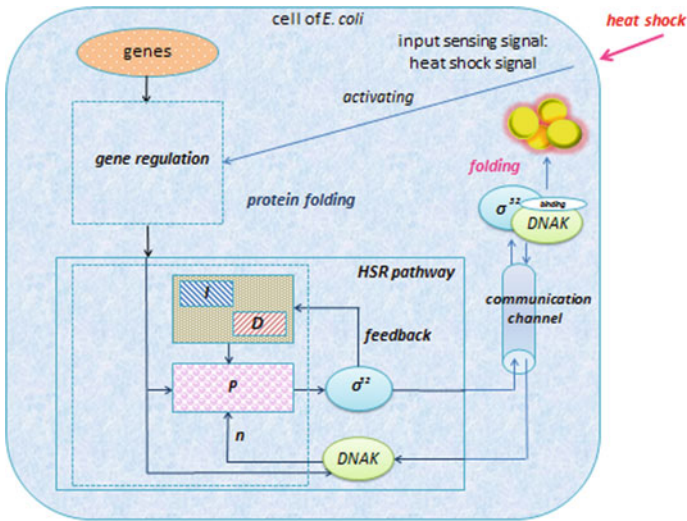 cell of E. coli
heat shock
genes
input sensing signal:
heat shock signal
activating
gene regulation
folding
protein folding
σ³²
binding
DNAK
HSR pathway
communication
channel
I
D
feedback
P
σ³²
n
DNAK